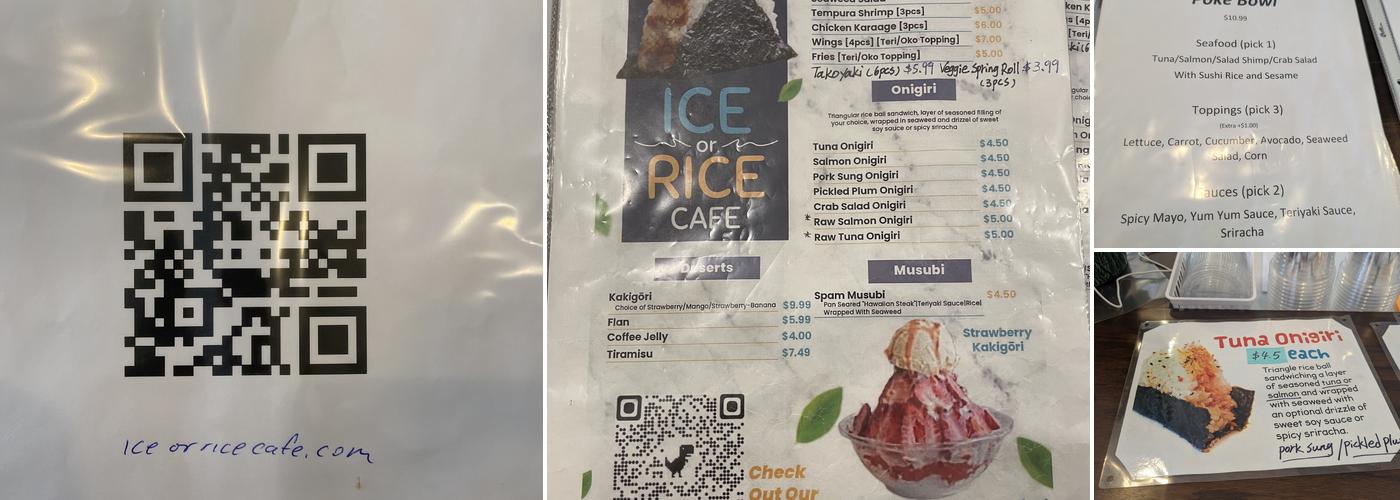 Ice or rice cafe.com
Tempura Shrimp [3pcs] $5.00
Chicken Karaage [3pcs] $6.00
Wings [4pcs] [Teri/Oko Topping] $7.00
Fries [Teri/Oko Topping] $5.00
Takoyaki (6pcs) $5.99 Veggie Spring Roll $3.99
(3pcs)
ICE
or
RICE
CAFE
Onigiri
Triangular rice ball sandwich, layer of seasoned filling of
your choice, wrapped in seaweed and drizzel of sweet
soy sauce or spicy sriracha
Tuna Onigiri $4.50
Salmon Onigiri $4.50
Pork Sung Onigiri $4.50
Pickled Plum Onigiri $4.50
Crab Salad Onigiri $4.50
* Raw Salmon Onigiri $5.00
* Raw Tuna Onigiri $5.00
Deserts
Kakigōri
Choice of Strawberry/Mango/Strawberry-Banana $9.99
Flan $5.99
Coffee Jelly $4.00
Tiramisu $7.49
Musubi
Spam Musubi $4.50
Pan Seared "Hawaiian Steak"|Teriyaki Sauce|Rice|
Wrapped With Seaweed
Strawberry
Kakigōri
Check
Out Our
Poke Bowl
$10.99
Seafood (pick 1)
Tuna/Salmon/Salad Shimp/Crab Salad
With Sushi Rice and Sesame
Toppings (pick 3)
(Extra +$1.00)
Lettuce, Carrot, Cucumber, Avocado, Seaweed
Salad, Corn
Sauces (pick 2)
Spicy Mayo, Yum Yum Sauce, Teriyaki Sauce,
Sriracha
Tuna Onigiri
$4.5 each
Triangle rice ball
sandwiching a layer
of seasoned tuna or
salmon and wrapped
with seaweed with
an optional drizzle of
sweet soy sauce or
spicy sriracha.
pork sung / pickled plu